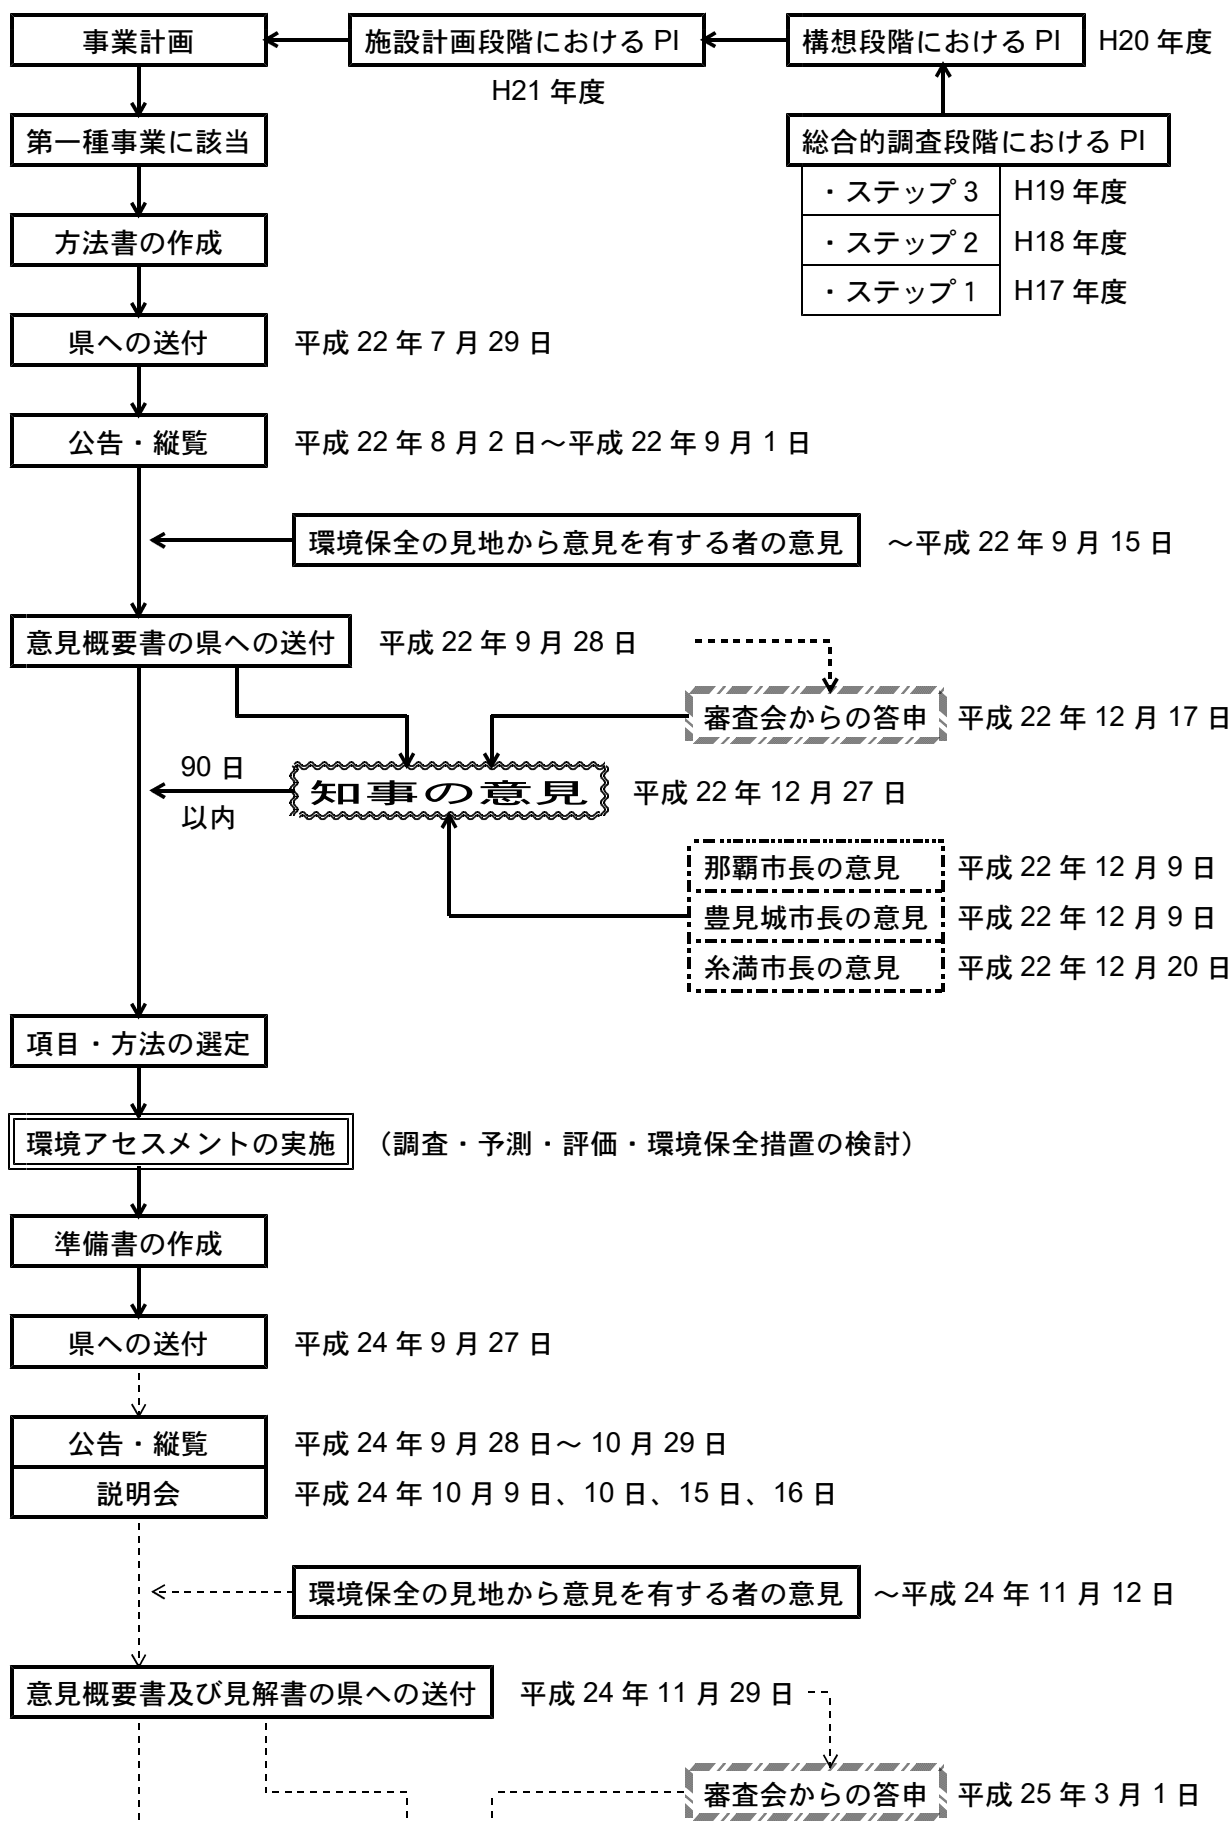 事業計画
施設計画段階における PI
構想段階における PI
H20 年度
H21 年度
第一種事業に該当
総合的調査段階における PI
・ステップ 3
H19 年度
方法書の作成
・ステップ 2
H18 年度
・ステップ 1
H17 年度
県への送付
平成 22 年 7 月 29 日
公告・縦覧
平成 22 年 8 月 2 日～平成 22 年 9 月 1 日
環境保全の見地から意見を有する者の意見
～平成 22 年 9 月 15 日
意見概要書の県への送付
平成 22 年 9 月 28 日
審査会からの答申
平成 22 年 12 月 17 日
90 日
以内
知事の意見
平成 22 年 12 月 27 日
那覇市長の意見
平成 22 年 12 月 9 日
豊見城市長の意見
平成 22 年 12 月 9 日
糸満市長の意見
平成 22 年 12 月 20 日
項目・方法の選定
環境アセスメントの実施
（調査・予測・評価・環境保全措置の検討）
準備書の作成
県への送付
平成 24 年 9 月 27 日
公告・縦覧
平成 24 年 9 月 28 日～ 10 月 29 日
説明会
平成 24 年 10 月 9 日、10 日、15 日、16 日
環境保全の見地から意見を有する者の意見
～平成 24 年 11 月 12 日
意見概要書及び見解書の県への送付
平成 24 年 11 月 29 日
審査会からの答申
平成 25 年 3 月 1 日